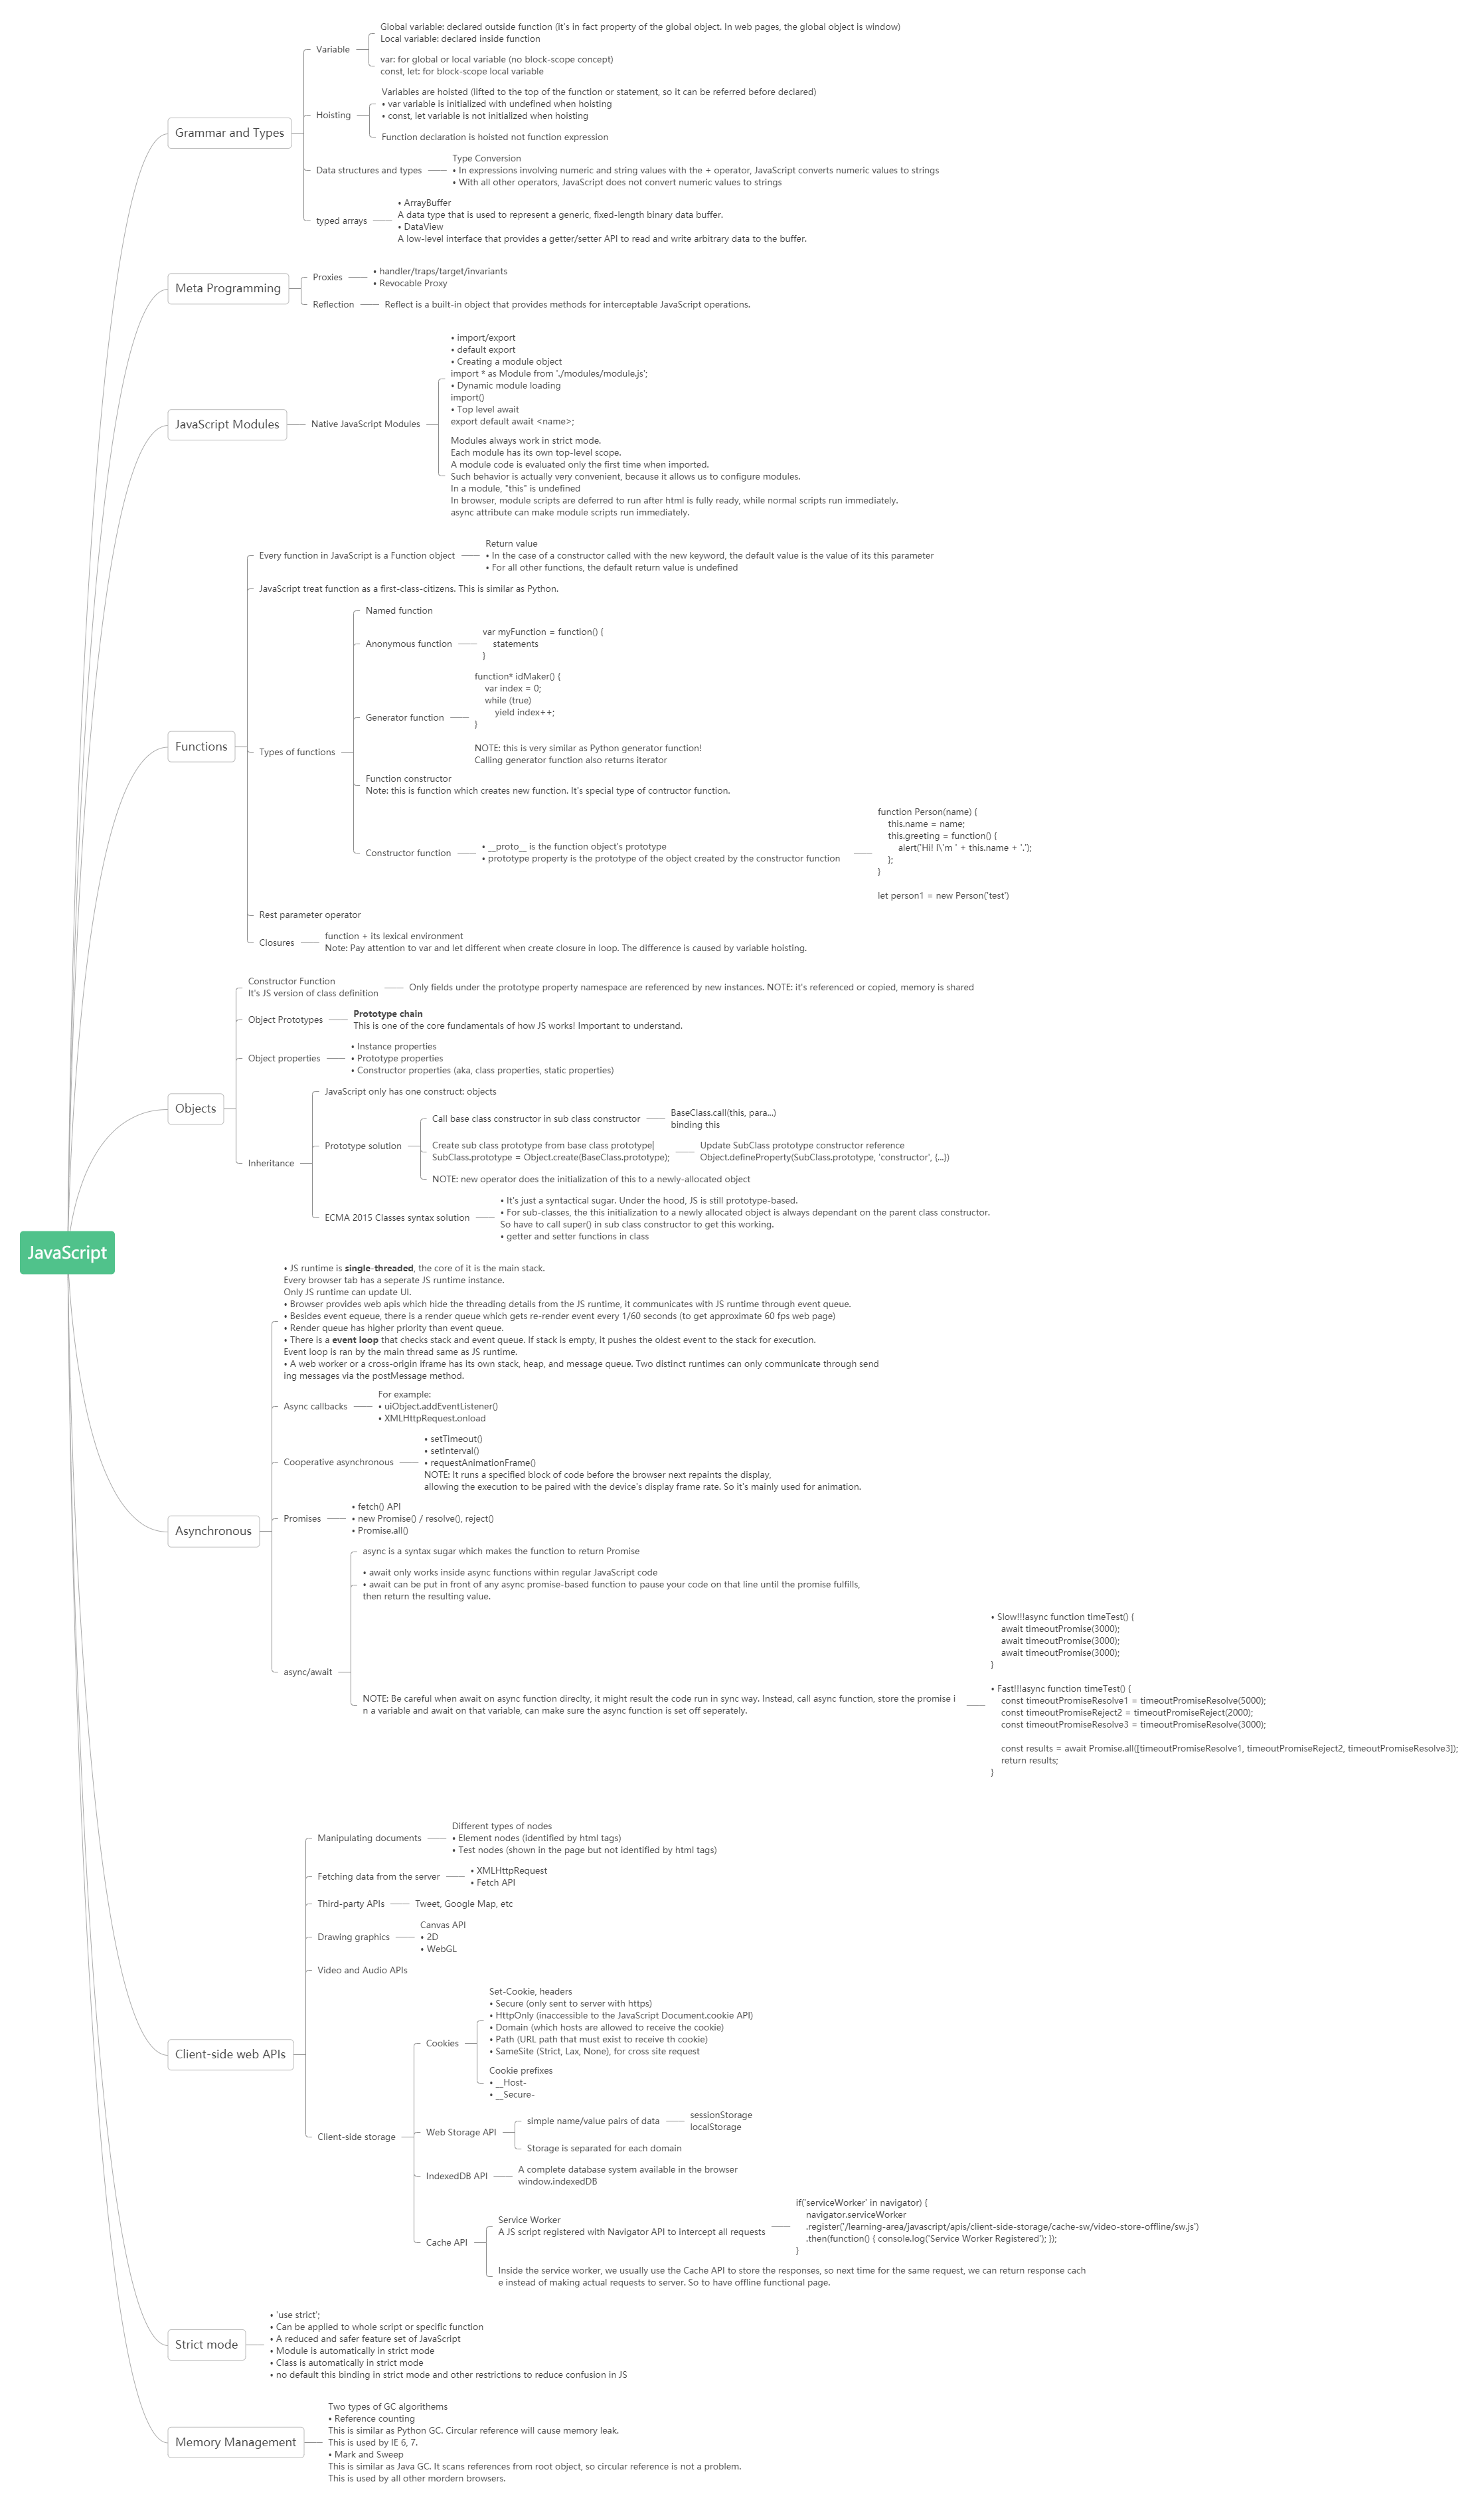 JavaScript
Grammar and Types
Variable
Global variable: declared outside function (it's in fact property of the global object. In web pages, the global object is window)
Local variable: declared inside function
var: for global or local variable (no block-scope concept)
const, let: for block-scope local variable
Hoisting
Variables are hoisted (lifted to the top of the function or statement, so it can be referred before declared)
• var variable is initialized with undefined when hoisting
• const, let variable is not initialized when hoisting
Function declaration is hoisted not function expression
Data structures and types
Type Conversion
• In expressions involving numeric and string values with the + operator, JavaScript converts numeric values to strings
• With all other operators, JavaScript does not convert numeric values to strings
typed arrays
• ArrayBuffer
A data type that is used to represent a generic, fixed-length binary data buffer.
• DataView
A low-level interface that provides a getter/setter API to read and write arbitrary data to the buffer.
Meta Programming
Proxies
• handler/traps/target/invariants
• Revocable Proxy
Reflection
Reflect is a built-in object that provides methods for interceptable JavaScript operations.
JavaScript Modules
Native JavaScript Modules
• import/export
• default export
• Creating a module object
import * as Module from './modules/module.js';
• Dynamic module loading
import()
• Top level await
export default await <name>;
Modules always work in strict mode.
Each module has its own top-level scope.
A module code is evaluated only the first time when imported.
Such behavior is actually very convenient, because it allows us to configure modules.
In a module, "this" is undefined
In browser, module scripts are deferred to run after html is fully ready, while normal scripts run immediately.
async attribute can make module scripts run immediately.
Functions
Every function in JavaScript is a Function object
Return value
• In the case of a constructor called with the new keyword, the default value is the value of its this parameter
• For all other functions, the default return value is undefined
JavaScript treat function as a first-class-citizens. This is similar as Python.
Types of functions
Named function
Anonymous function
var myFunction = function() {
statements
}
Generator function
function* idMaker() {
var index = 0;
while (true)
yield index++;
}
NOTE: this is very similar as Python generator function!
Calling generator function also returns iterator
Function constructor
Note: this is function which creates new function. It's special type of contructor function.
Constructor function
• __proto__ is the function object's prototype
• prototype property is the prototype of the object created by the constructor function
function Person(name) {
this.name = name;
this.greeting = function() {
alert('Hi! I\'m ' + this.name + '.');
};
}
let person1 = new Person('test')
Rest parameter operator
Closures
function + its lexical environment
Note: Pay attention to var and let different when create closure in loop. The difference is caused by variable hoisting.
Objects
Constructor Function
It's JS version of class definition
Only fields under the prototype property namespace are referenced by new instances. NOTE: it's referenced or copied, memory is shared
Object Prototypes
Prototype chain
This is one of the core fundamentals of how JS works! Important to understand.
Object properties
• Instance properties
• Prototype properties
• Constructor properties (aka, class properties, static properties)
Inheritance
JavaScript only has one construct: objects
Prototype solution
Call base class constructor in sub class constructor
BaseClass.call(this, para...)
binding this
Create sub class prototype from base class prototype|
SubClass.prototype = Object.create(BaseClass.prototype);
Update SubClass prototype constructor reference
Object.defineProperty(SubClass.prototype, 'constructor', {...})
NOTE: new operator does the initialization of this to a newly-allocated object
ECMA 2015 Classes syntax solution
• It's just a syntactical sugar. Under the hood, JS is still prototype-based.
• For sub-classes, the this initialization to a newly allocated object is always dependant on the parent class constructor.
So have to call super() in sub class constructor to get this working.
• getter and setter functions in class
Asynchronous
• JS runtime is single-threaded, the core of it is the main stack.
Every browser tab has a seperate JS runtime instance.
Only JS runtime can update UI.
• Browser provides web apis which hide the threading details from the JS runtime, it communicates with JS runtime through event queue.
• Besides event equeue, there is a render queue which gets re-render event every 1/60 seconds (to get approximate 60 fps web page)
• Render queue has higher priority than event queue.
• There is a event loop that checks stack and event queue. If stack is empty, it pushes the oldest event to the stack for execution.
Event loop is ran by the main thread same as JS runtime.
• A web worker or a cross-origin iframe has its own stack, heap, and message queue. Two distinct runtimes can only communicate through send
ing messages via the postMessage method.
Async callbacks
For example:
• uiObject.addEventListener()
• XMLHttpRequest.onload
Cooperative asynchronous
• setTimeout()
• setInterval()
• requestAnimationFrame()
NOTE: It runs a specified block of code before the browser next repaints the display,
allowing the execution to be paired with the device's display frame rate. So it's mainly used for animation.
Promises
• fetch() API
• new Promise() / resolve(), reject()
• Promise.all()
async/await
async is a syntax sugar which makes the function to return Promise
• await only works inside async functions within regular JavaScript code
• await can be put in front of any async promise-based function to pause your code on that line until the promise fulfills,
then return the resulting value.
NOTE: Be careful when await on async function direclty, it might result the code run in sync way. Instead, call async function, store the promise i
n a variable and await on that variable, can make sure the async function is set off seperately.
• Slow!!!async function timeTest() {
await timeoutPromise(3000);
await timeoutPromise(3000);
await timeoutPromise(3000);
}
• Fast!!!async function timeTest() {
const timeoutPromiseResolve1 = timeoutPromiseResolve(5000);
const timeoutPromiseReject2 = timeoutPromiseReject(2000);
const timeoutPromiseResolve3 = timeoutPromiseResolve(3000);
const results = await Promise.all([timeoutPromiseResolve1, timeoutPromiseReject2, timeoutPromiseResolve3]);
return results;
}
Client-side web APIs
Manipulating documents
Different types of nodes
• Element nodes (identified by html tags)
• Test nodes (shown in the page but not identified by html tags)
Fetching data from the server
• XMLHttpRequest
• Fetch API
Third-party APIs
Tweet, Google Map, etc
Drawing graphics
Canvas API
• 2D
• WebGL
Video and Audio APIs
Client-side storage
Cookies
Set-Cookie, headers
• Secure (only sent to server with https)
• HttpOnly (inaccessible to the JavaScript Document.cookie API)
• Domain (which hosts are allowed to receive the cookie)
• Path (URL path that must exist to receive th cookie)
• SameSite (Strict, Lax, None), for cross site request
Cookie prefixes
• __Host-
• __Secure-
Web Storage API
simple name/value pairs of data
sessionStorage
localStorage
Storage is separated for each domain
IndexedDB API
A complete database system available in the browser
window.indexedDB
Cache API
Service Worker
A JS script registered with Navigator API to intercept all requests
if('serviceWorker' in navigator) {
navigator.serviceWorker
.register('/learning-area/javascript/apis/client-side-storage/cache-sw/video-store-offline/sw.js')
.then(function() { console.log('Service Worker Registered'); });
}
Inside the service worker, we usually use the Cache API to store the responses, so next time for the same request, we can return response cach
e instead of making actual requests to server. So to have offline functional page.
Strict mode
• 'use strict';
• Can be applied to whole script or specific function
• A reduced and safer feature set of JavaScript
• Module is automatically in strict mode
• Class is automatically in strict mode
• no default this binding in strict mode and other restrictions to reduce confusion in JS
Memory Management
Two types of GC algorithems
• Reference counting
This is similar as Python GC. Circular reference will cause memory leak.
This is used by IE 6, 7.
• Mark and Sweep
This is similar as Java GC. It scans references from root object, so circular reference is not a problem.
This is used by all other mordern browsers.